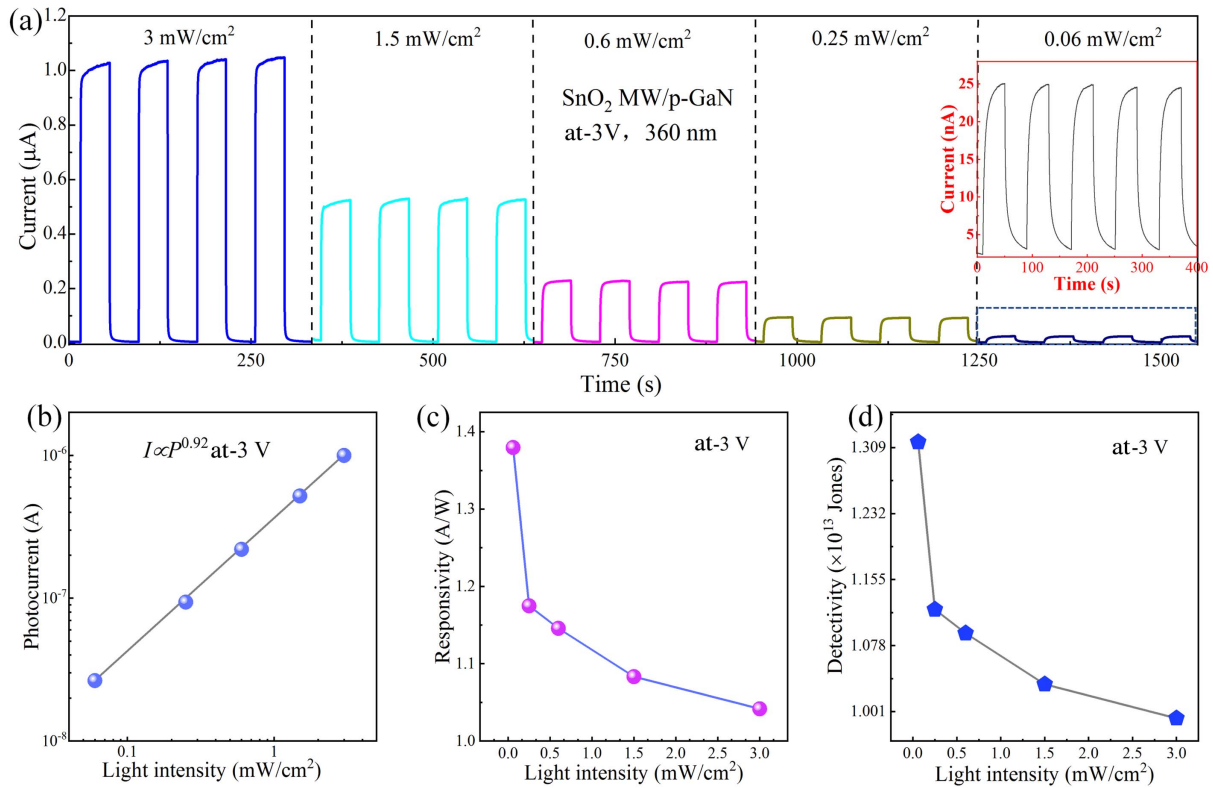 (a)
1.2
1.0
0.8
0.6
0.4
0.2
0.0
Current (μA)
3 mW/cm²
1.5 mW/cm²
0.6 mW/cm²
0.25 mW/cm²
0.06 mW/cm²
SnO₂ MW/p-GaN
at-3V，360 nm
25
20
15
10
5
Current (nA)
0 100 200 300 400
Time (s)
0 250 500 750 1000 1250 1500
Time (s)
(b)
I∝P^0.92 at-3 V
10⁻⁶
10⁻⁷
10⁻⁸
Photocurrent (A)
0.1 1
Light intensity (mW/cm²)
(c)
at-3 V
1.4
1.3
1.2
1.1
1.0
Responsivity (A/W)
0.0 0.5 1.0 1.5 2.0 2.5 3.0
Light intensity (mW/cm²)
(d)
at-3 V
1.309
1.232
1.155
1.078
1.001
Detectivity (×10¹³ Jones)
0.0 0.5 1.0 1.5 2.0 2.5 3.0
Light intensity (mW/cm²)